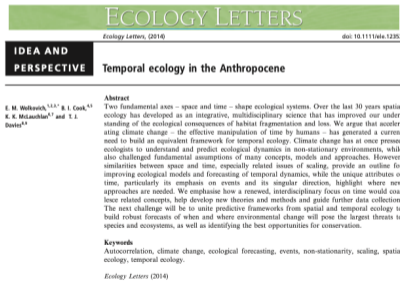 ECOLOGY LETTERS
Ecology Letters, (2014)
doi: 10.1111/ele.12353
IDEA AND
PERSPECTIVE
Temporal ecology in the Anthropocene
E. M. Wolkovich, B. I. Cook,
K. K. McLauchlan and T. J.
Davies
Abstract
Two fundamental axes – space and time – shape ecological systems. Over the last 30 years spatia
ecology has developed as an integrative, multidisciplinary science that has improved our under
standing of the ecological consequences of habitat fragmentation and loss. We argue that acceler
ating climate change – the effective manipulation of time by humans – has generated a curren
need to build an equivalent framework for temporal ecology. Climate change has at once presse
ecologists to understand and predict ecological dynamics in non-stationary environments, whil
also challenged fundamental assumptions of many concepts, models and approaches. However
similarities between space and time, especially related issues of scaling, provide an outline fo
improving ecological models and forecasting of temporal dynamics, while the unique attributes o
time, particularly its emphasis on events and its singular direction, highlight where new
approaches are needed. We emphasise how a renewed, interdisciplinary focus on time would coa
lesce related concepts, help develop new theories and methods and guide further data collection
The next challenge will be to unite predictive frameworks from spatial and temporal ecology t
build robust forecasts of when and where environmental change will pose the largest threats t
species and ecosystems, as well as identifying the best opportunities for conservation.
Keywords
Autocorrelation, climate change, ecological forecasting, events, non-stationarity, scaling, spatia
ecology, temporal ecology.
Ecology Letters (2014)